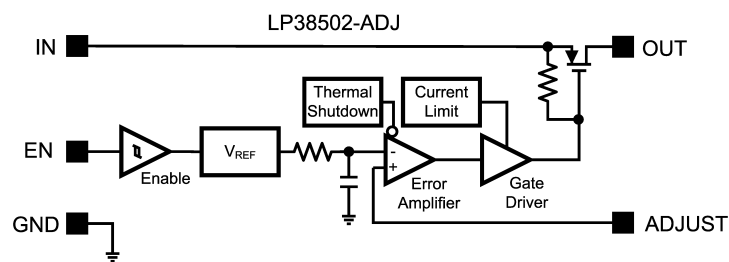 LP38502-ADJ
IN
OUT
Thermal
Shutdown
Current
Limit
EN
Enable
VREF
-
+
Error
Amplifier
Gate
Driver
GND
ADJUST